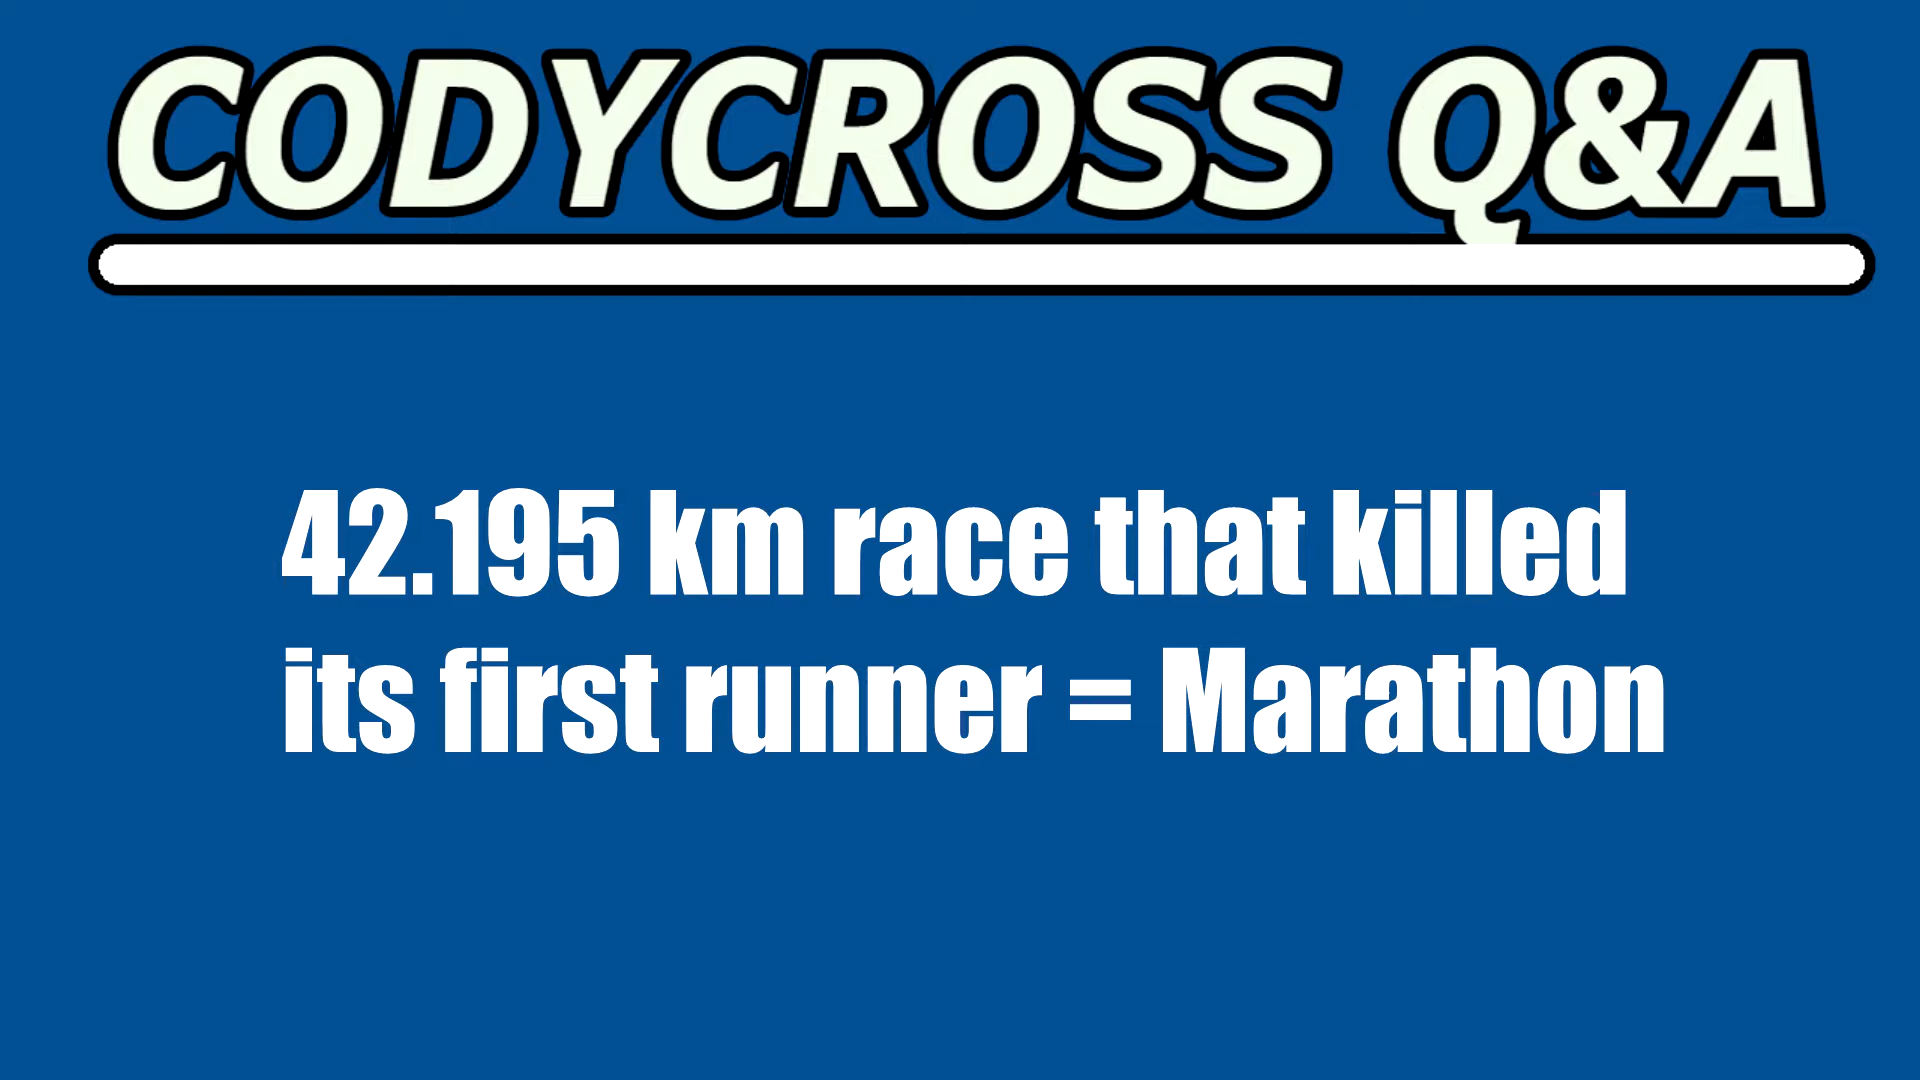 CODYCROSS Q&A
42.195 km race that killed
its first runner = Marathon